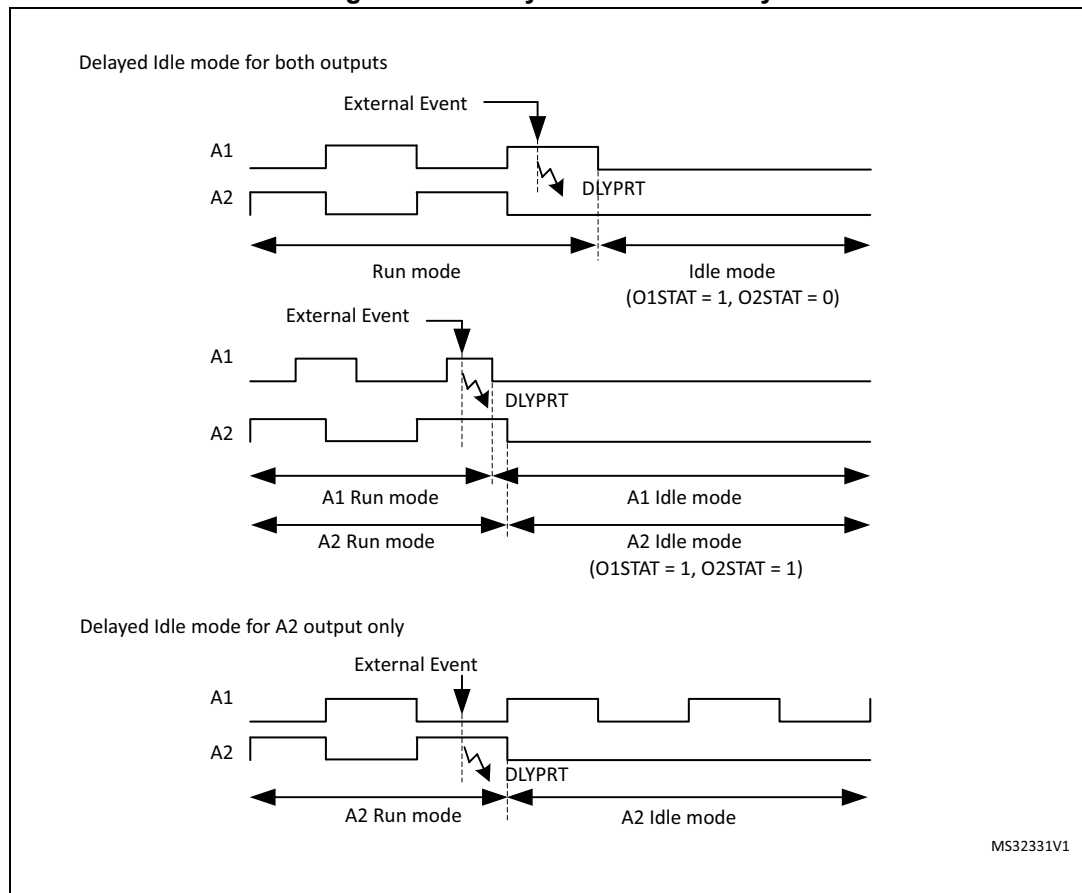 Delayed Idle mode for both outputs
External Event
A1
DLYPRT
A2
Run mode
Idle mode
(O1STAT = 1, O2STAT = 0)
External Event
A1
DLYPRT
A2
A1 Run mode
A1 Idle mode
A2 Run mode
A2 Idle mode
(O1STAT = 1, O2STAT = 1)
Delayed Idle mode for A2 output only
External Event
A1
A2
DLYPRT
A2 Run mode
A2 Idle mode
MS32331V1